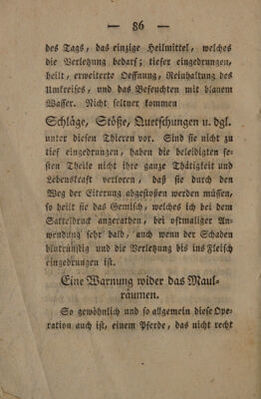 — 86 —
des Tags, das einzige Heilmittel, welches
die Verletzung bedarf; tiefer eingedrungen,
heilt, erweiterte Oeffnung, Reinhaltung des
Umkreises, und das Befeuchten mit blauem
Wasser. Nicht seltner kommen
Schläge, Stöße, Quetschungen u. dgl.
unter diesen Thieren vor. Sind sie nicht zu
tief eingedrungen, haben die beleidigten fe-
sten Theile nicht ihre ganze Thätigkeit und
Lebenskraft verloren, daß sie durch den
Weg der Eiterung abgestoßen werden müssen,
so heilt sie das Gemisch, welches ich bei dem
Satteldruck angerathen, bei oftmaliger An-
wendung sehr bald, auch wenn der Schaden
blutrünstig und die Verletzung bis ins Fleisch
eingedrungen ist.
Eine Warnung wider das Maul-
räumen.
So gewöhnlich und so allgemein diese Ope-
ration auch ist, einem Pferde, das nicht recht